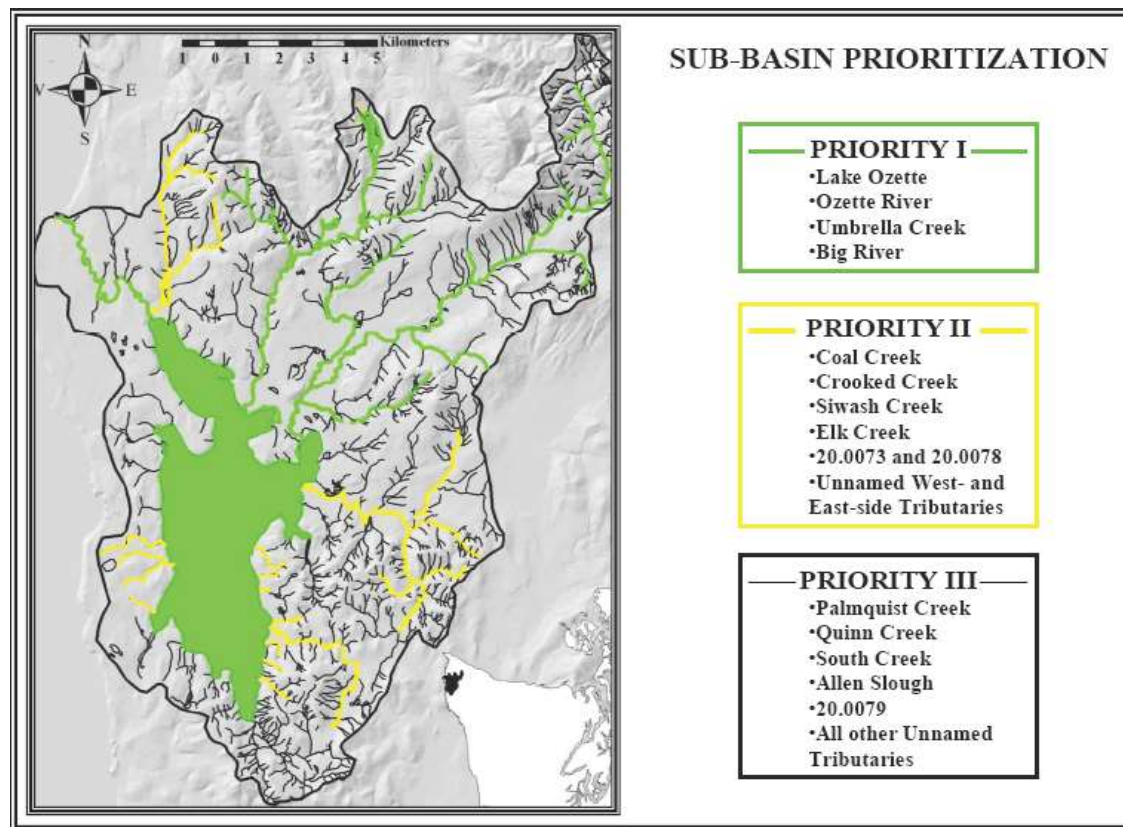 N
V E
S
1 0 1 2 3 4 5 Kilometers
SUB-BASIN PRIORITIZATION
PRIORITY I
•Lake Ozette
•Ozette River
•Umbrella Creek
•Big River
PRIORITY II
•Coal Creek
•Crooked Creek
•Siwash Creek
•Elk Creek
•20.0073 and 20.0078
•Unnamed West- and
East-side Tributaries
PRIORITY III
•Palmquist Creek
•Quinn Creek
•South Creek
•Allen Slough
•20.0079
•All other Unnamed
Tributaries